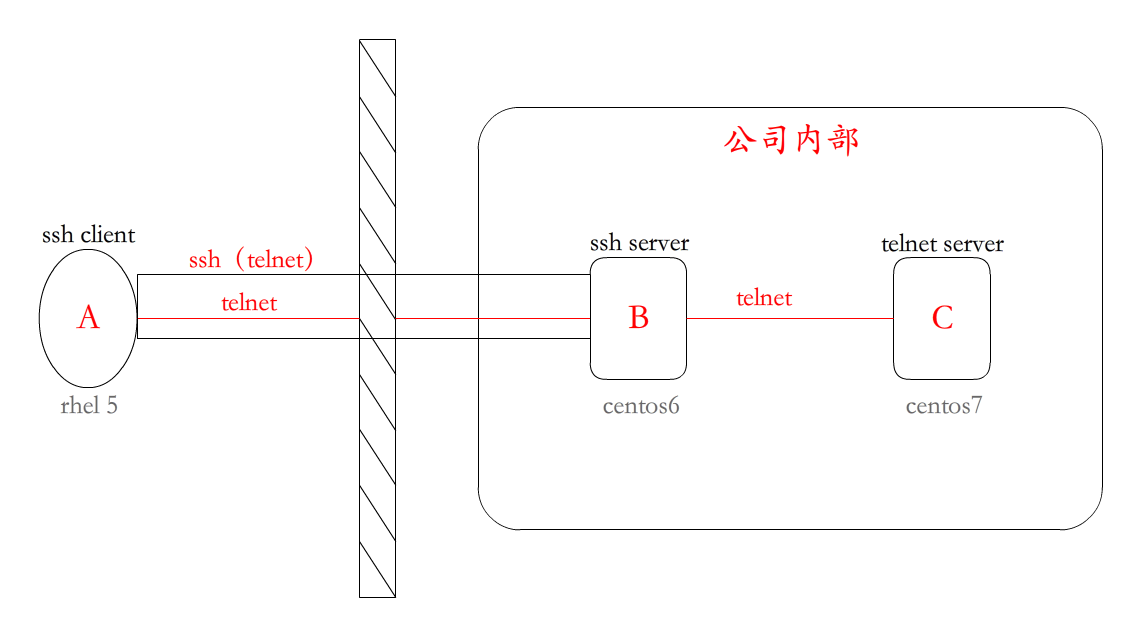 公司内部
ssh client
ssh server
telnet server
ssh（telnet）
telnet
telnet
A
B
C
rhel 5
centos6
centos7